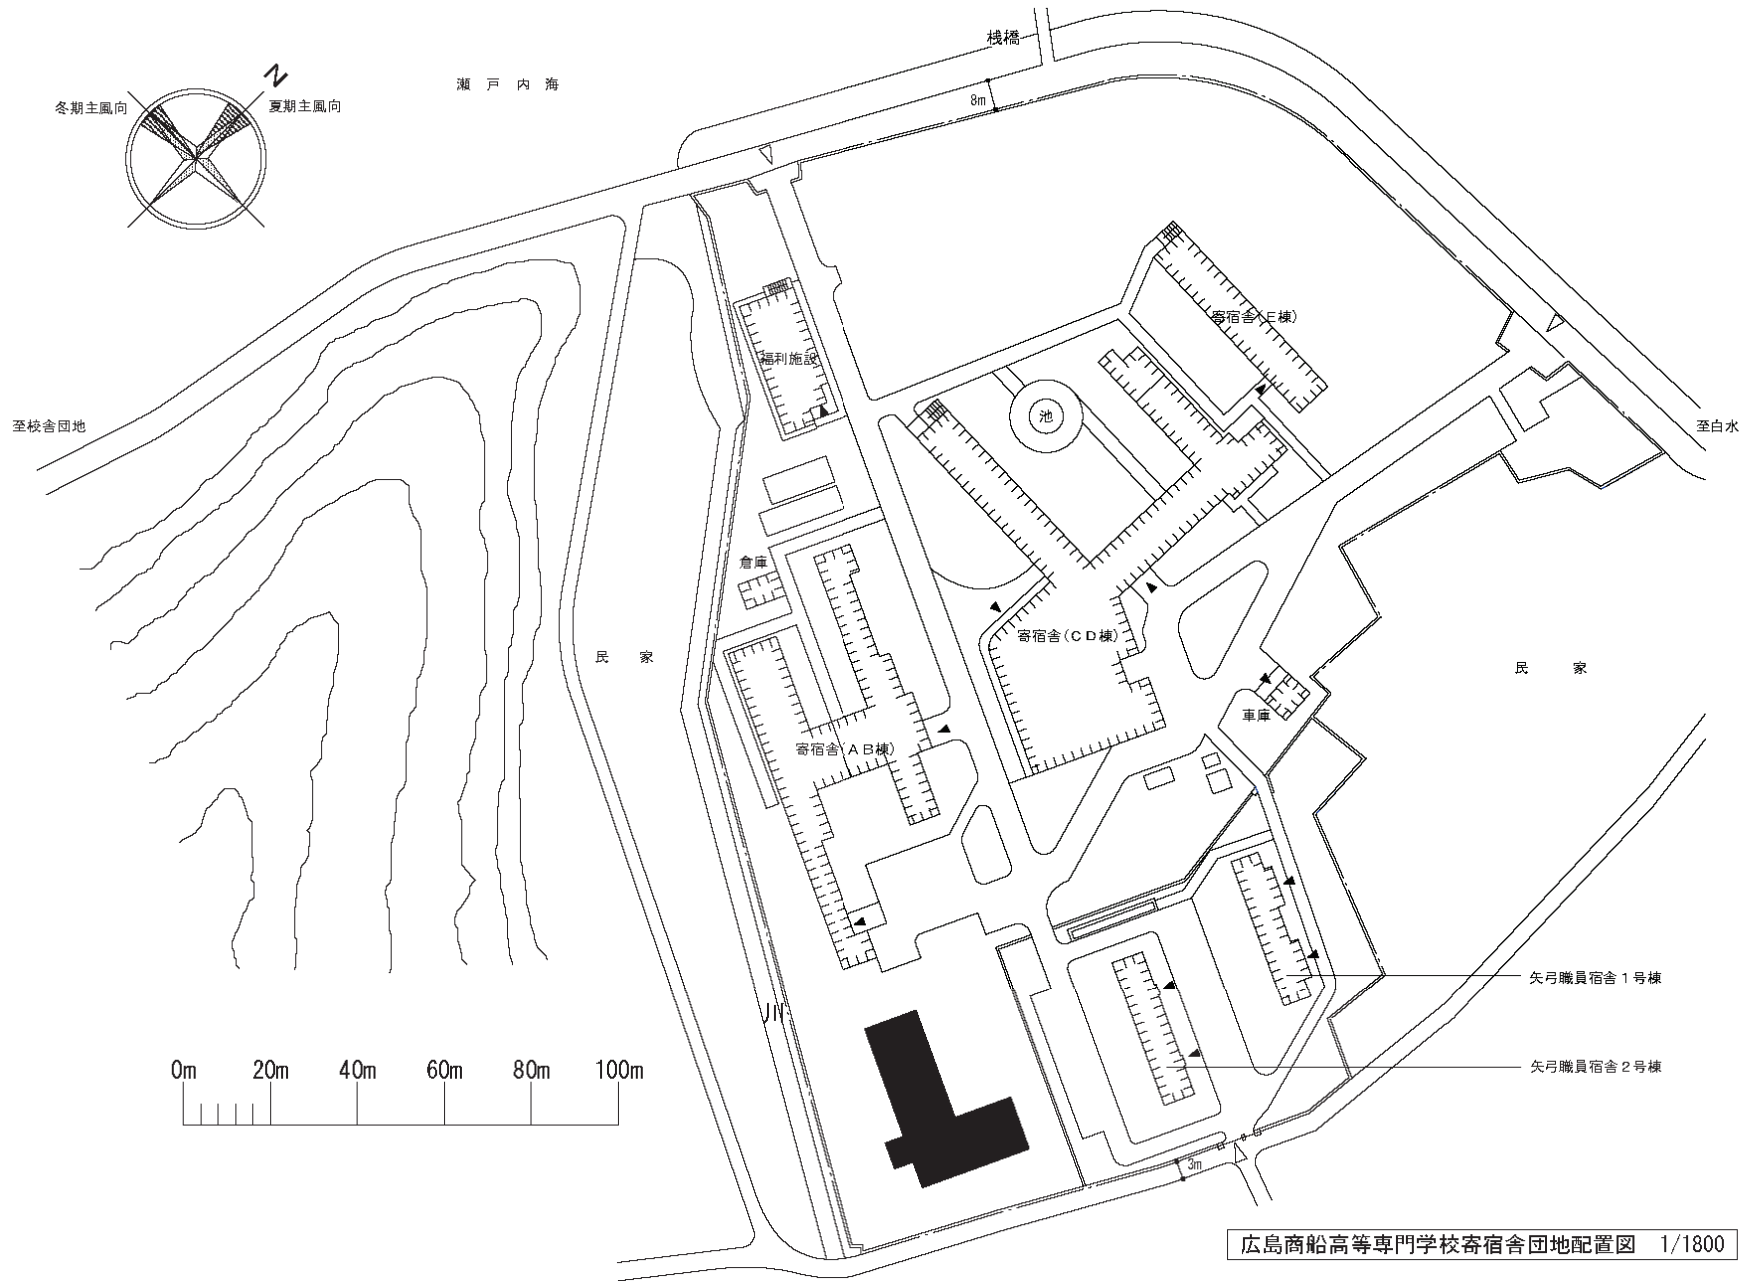 桟橋
N
瀬戸内海
冬期主風向
夏期主風向
8m
寄宿舎(E棟)
福利施設
池
至校舎団地
至白水
倉庫
民家
寄宿舎(CD棟)
民家
車庫
寄宿舎(AB棟)
矢弓職員宿舎1号棟
川
0m 20m 40m 60m 80m 100m
矢弓職員宿舎2号棟
3m
広島商船高等専門学校寄宿舎団地配置図 1/1800